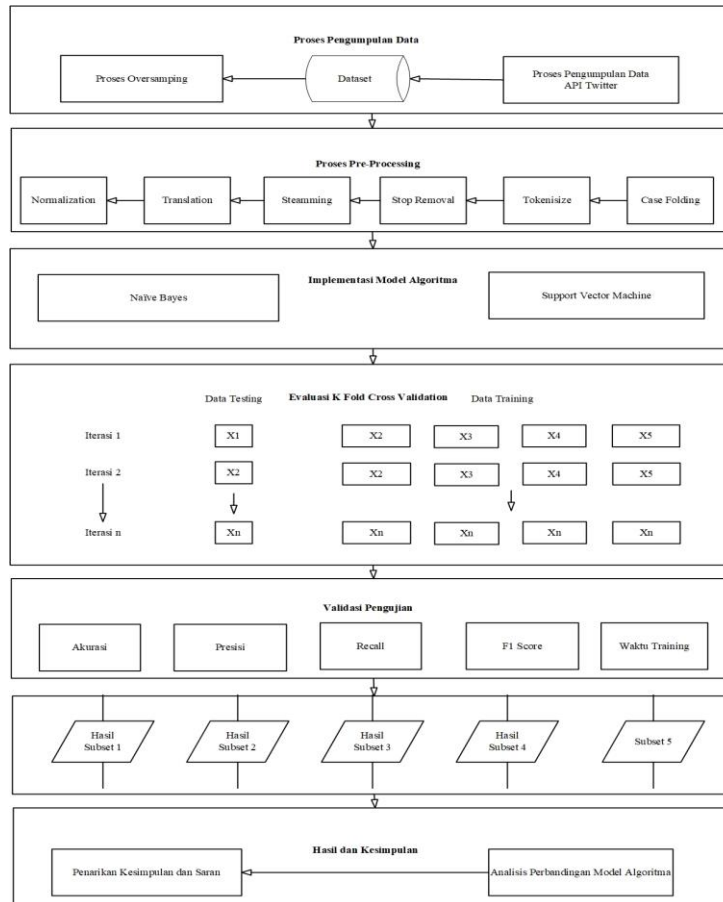 Proses Pengumpulan Data
Proses Oversamping
Dataset
Proses Pengumpulan Data
API Twitter
Proses Pre-Processing
Normalization
Translation
Steamming
Stop Removal
Tokenisize
Case Folding
Implementasi Model Algoritma
Naïve Bayes
Support Vector Machine
Data Testing
Evaluasi K Fold Cross Validation
Data Training
Iterasi 1
X1
X2
X3
X4
X5
Iterasi 2
X2
X2
X3
X4
X5
Iterasi n
Xn
Xn
Xn
Xn
Xn
Validasi Pengujian
Akurasi
Presisi
Recall
F1 Score
Waktu Training
Hasil
Subset 1
Hasil
Subset 2
Hasil
Subset 3
Hasil
Subset 4
Subset 5
Hasil dan Kesimpulan
Penarikan Kesimpulan dan Saran
Analisis Perbandingan Model Algoritma